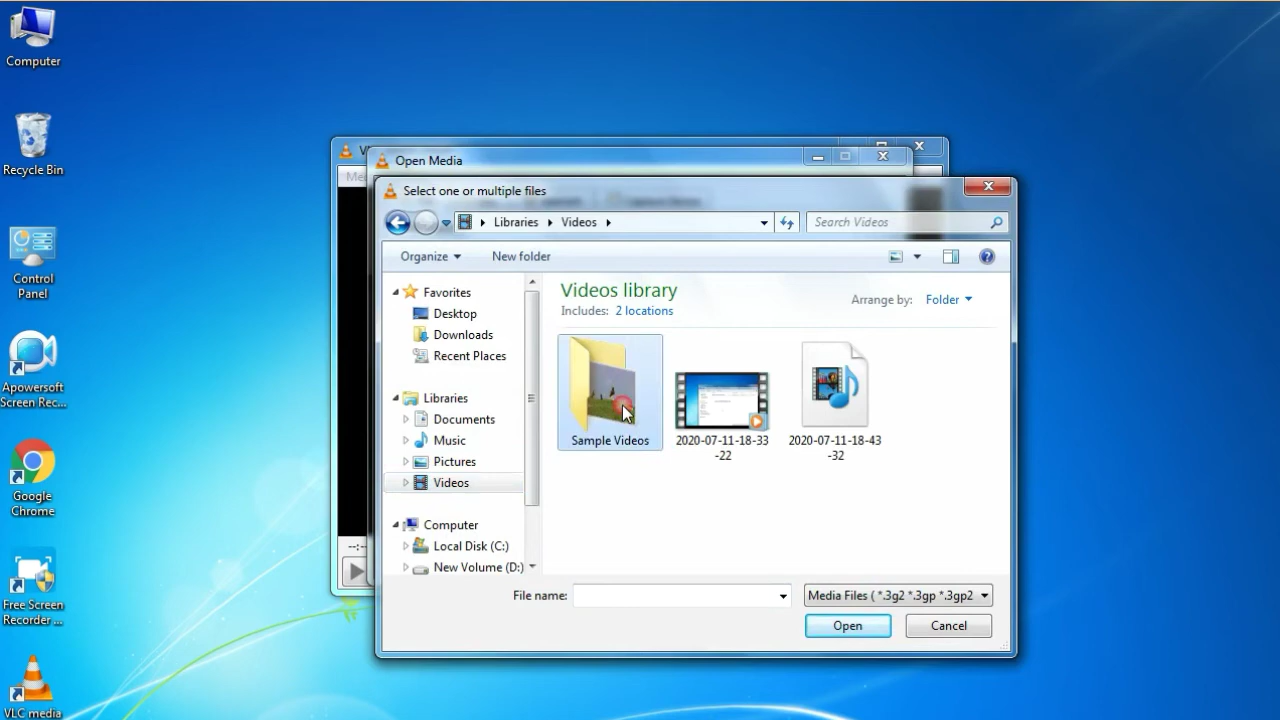 Computer
Recycle Bin
Control
Panel
Apowersoft
Screen Rec...
Google
Chrome
Free Screen
Recorder ...
VLC media
Open Media
Select one or multiple files
Libraries
Videos
Search Videos
Organize
New folder
Favorites
Desktop
Downloads
Recent Places
Libraries
Documents
Music
Pictures
Videos
Computer
Local Disk (C:)
New Volume (D:)
Videos library
Includes: 2 locations
Arrange by: Folder
Sample Videos
2020-07-11-18-33
-22
2020-07-11-18-43
-32
--:-
File name:
Media Files ( *.3g2 *.3gp *.3gp2
Open
Cancel